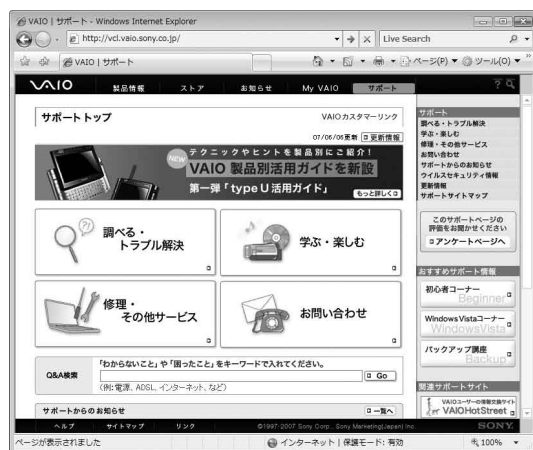 VAIO | サポート - Windows Internet Explorer
http://vcl.vaio.sony.co.jp/
Live Search
VAIO | サポート
ページ(P)
ツール(O)
VAIO
製品情報
ストア
お知らせ
My VAIO
サポート
サポートトップ
VAIOカスタマーリンク
07/06/05更新
更新情報
テクニックやヒントを製品別にご紹介!
NEW
VAIO 製品別活用ガイドを新設
第一弾「type U 活用ガイド」
もっと詳しく
調べる・
トラブル解決
学ぶ・楽しむ
修理・
その他サービス
お問い合わせ
「わからないこと」や「困ったこと」をキーワードで入れてください。
Q&A検索
Go
(例:電源、ADSL、インターネット、など)
サポートからのお知らせ
一覧へ
サポート
調べる・トラブル解決
学ぶ・楽しむ
修理・その他サービス
お問い合わせ
サポートからのお知らせ
ウイルスセキュリティ情報
更新情報
サポートサイトマップ
このサポートページの
評価をお聞かせください
アンケートページへ
おすすめサポート情報
初心者コーナー
Beginner
Windows Vistaコーナー
WindowsVista
バックアップ講座
Backup
関連サポートサイト
VAIOユーザーの情報交換サイト
VAIOHotStreet
ヘルプ
サイトマップ
リンク
©1997-2007 Sony Corp., Sony Marketing(Japan) Inc.
SONY
ページが表示されました
インターネット | 保護モード: 有効
100%